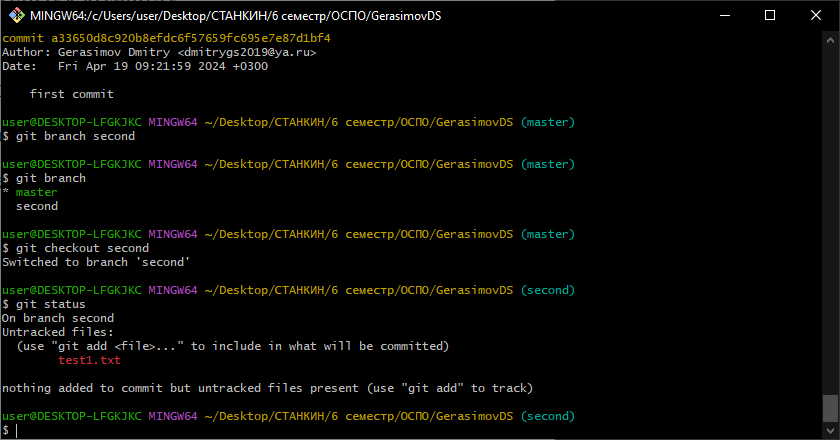 MINGW64:/c/Users/user/Desktop/СТАНКИН/6 семестр/ОСПО/GerasimovDS
commit a33650d8c920b8efdc6f57659fc695e7e87d1bf4
Author: Gerasimov Dmitry <dmitrygs2019@ya.ru>
Date:   Fri Apr 19 09:21:59 2024 +0300
    first commit
user@DESKTOP-LFGKJKC MINGW64 ~/Desktop/СТАНКИН/6 семестр/ОСПО/GerasimovDS (master)
$ git branch second
user@DESKTOP-LFGKJKC MINGW64 ~/Desktop/СТАНКИН/6 семестр/ОСПО/GerasimovDS (master)
$ git branch
* master
  second
user@DESKTOP-LFGKJKC MINGW64 ~/Desktop/СТАНКИН/6 семестр/ОСПО/GerasimovDS (master)
$ git checkout second
Switched to branch 'second'
user@DESKTOP-LFGKJKC MINGW64 ~/Desktop/СТАНКИН/6 семестр/ОСПО/GerasimovDS (second)
$ git status
On branch second
Untracked files:
  (use "git add <file>..." to include in what will be committed)
        test1.txt
nothing added to commit but untracked files present (use "git add" to track)
user@DESKTOP-LFGKJKC MINGW64 ~/Desktop/СТАНКИН/6 семестр/ОСПО/GerasimovDS (second)
$